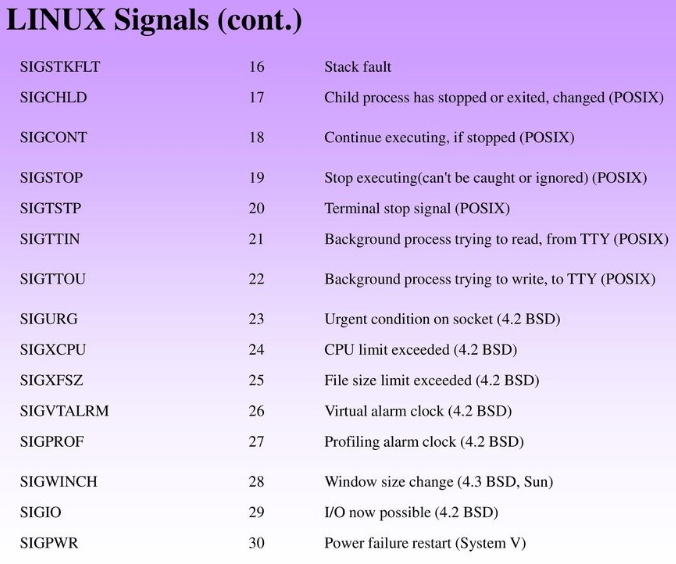 LINUX Signals (cont.)
SIGSTKFLT 16 Stack fault
SIGCHLD 17 Child process has stopped or exited, changed (POSIX)
SIGCONT 18 Continue executing, if stopped (POSIX)
SIGSTOP 19 Stop executing(can't be caught or ignored) (POSIX)
SIGTSTP 20 Terminal stop signal (POSIX)
SIGTTIN 21 Background process trying to read, from TTY (POSIX)
SIGTTOU 22 Background process trying to write, to TTY (POSIX)
SIGURG 23 Urgent condition on socket (4.2 BSD)
SIGXCPU 24 CPU limit exceeded (4.2 BSD)
SIGXFSZ 25 File size limit exceeded (4.2 BSD)
SIGVTALRM 26 Virtual alarm clock (4.2 BSD)
SIGPROF 27 Profiling alarm clock (4.2 BSD)
SIGWINCH 28 Window size change (4.3 BSD, Sun)
SIGIO 29 I/O now possible (4.2 BSD)
SIGPWR 30 Power failure restart (System V)